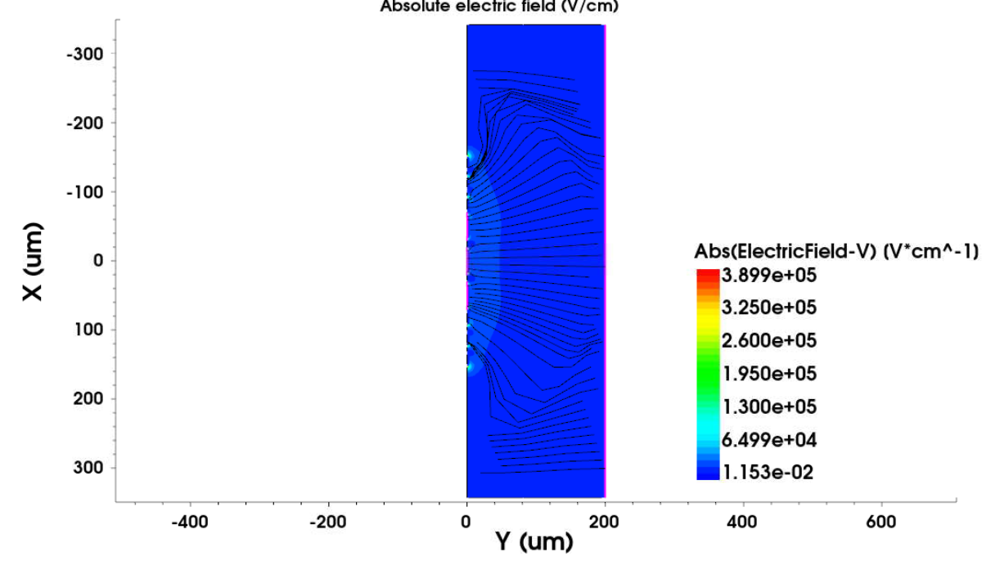 Absolute electric field (V/cm)
-300
-200
-100
0
100
200
300
X (um)
-400
-200
0
200
400
600
Y (um)
Abs(ElectricField-V) (V*cm^-1)
3.899e+05
3.250e+05
2.600e+05
1.950e+05
1.300e+05
6.499e+04
1.153e-02